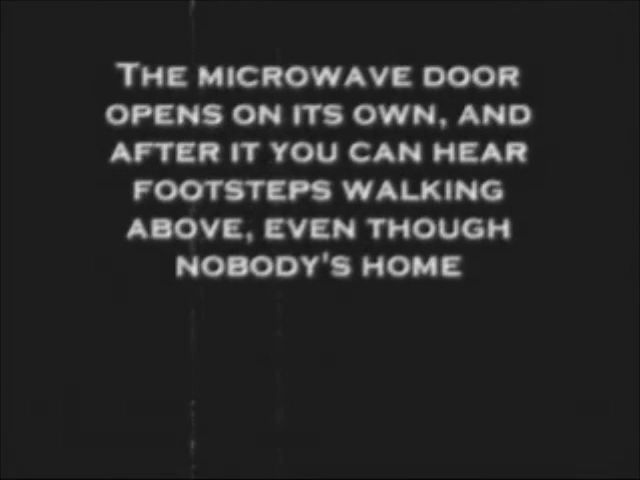 THE MICROWAVE DOOR
OPENS ON ITS OWN, AND
AFTER IT YOU CAN HEAR
FOOTSTEPS WALKING
ABOVE, EVEN THOUGH
NOBODY'S HOME